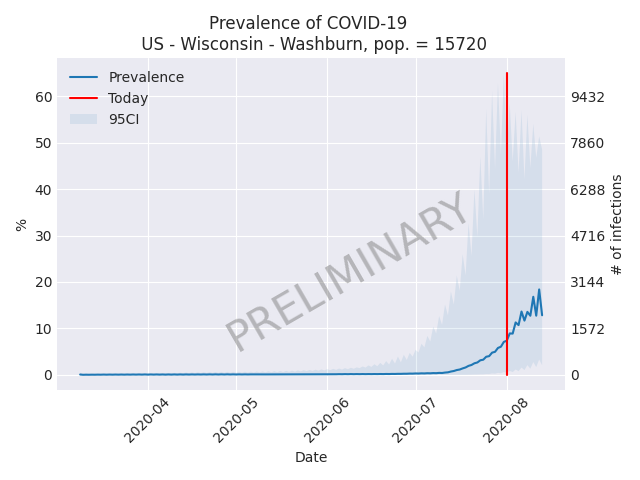 Prevalence of COVID-19
US - Wisconsin - Washburn, pop. = 15720
Prevalence
Today
95CI
60
50
40
30
20
10
0
%
9432
7860
6288
4716
3144
1572
0
# of infections
PRELIMINARY
2020-04
2020-05
2020-06
2020-07
2020-08
Date